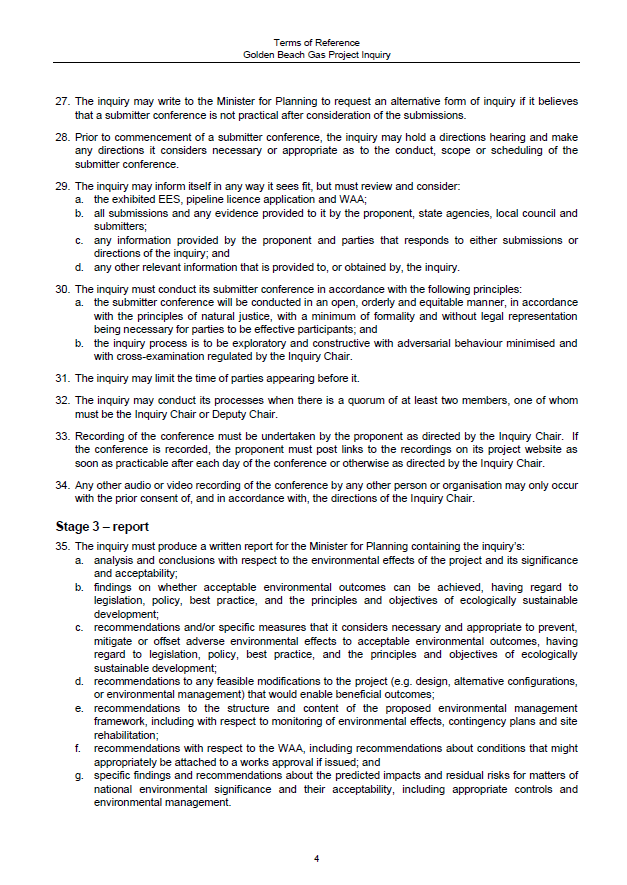 Terms of Reference
Golden Beach Gas Project Inquiry
27. The inquiry may write to the Minister for Planning to request an alternative form of inquiry if it believes
that a submitter conference is not practical after consideration of the submissions.
28. Prior to commencement of a submitter conference, the inquiry may hold a directions hearing and make
any directions it considers necessary or appropriate as to the conduct, scope or scheduling of the
submitter conference.
29. The inquiry may inform itself in any way it sees fit, but must review and consider:
a. the exhibited EES, pipeline licence application and WAA;
b. all submissions and any evidence provided to it by the proponent, state agencies, local council and
submitters;
c. any information provided by the proponent and parties that responds to either submissions or
directions of the inquiry; and
d. any other relevant information that is provided to, or obtained by, the inquiry.
30. The inquiry must conduct its submitter conference in accordance with the following principles:
a. the submitter conference will be conducted in an open, orderly and equitable manner, in accordance
with the principles of natural justice, with a minimum of formality and without legal representation
being necessary for parties to be effective participants; and
b. the inquiry process is to be exploratory and constructive with adversarial behaviour minimised and
with cross-examination regulated by the Inquiry Chair.
31. The inquiry may limit the time of parties appearing before it.
32. The inquiry may conduct its processes when there is a quorum of at least two members, one of whom
must be the Inquiry Chair or Deputy Chair.
33. Recording of the conference must be undertaken by the proponent as directed by the Inquiry Chair. If
the conference is recorded, the proponent must post links to the recordings on its project website as
soon as practicable after each day of the conference or otherwise as directed by the Inquiry Chair.
34. Any other audio or video recording of the conference by any other person or organisation may only occur
with the prior consent of, and in accordance with, the directions of the Inquiry Chair.
Stage 3 – report
35. The inquiry must produce a written report for the Minister for Planning containing the inquiry's:
a. analysis and conclusions with respect to the environmental effects of the project and its significance
and acceptability;
b. findings on whether acceptable environmental outcomes can be achieved, having regard to
legislation, policy, best practice, and the principles and objectives of ecologically sustainable
development;
c. recommendations and/or specific measures that it considers necessary and appropriate to prevent,
mitigate or offset adverse environmental effects to acceptable environmental outcomes, having
regard to legislation, policy, best practice, and the principles and objectives of ecologically
sustainable development;
d. recommendations to any feasible modifications to the project (e.g. design, alternative configurations,
or environmental management) that would enable beneficial outcomes;
e. recommendations to the structure and content of the proposed environmental management
framework, including with respect to monitoring of environmental effects, contingency plans and site
rehabilitation;
f. recommendations with respect to the WAA, including recommendations about conditions that might
appropriately be attached to a works approval if issued; and
g. specific findings and recommendations about the predicted impacts and residual risks for matters of
national environmental significance and their acceptability, including appropriate controls and
environmental management.
4